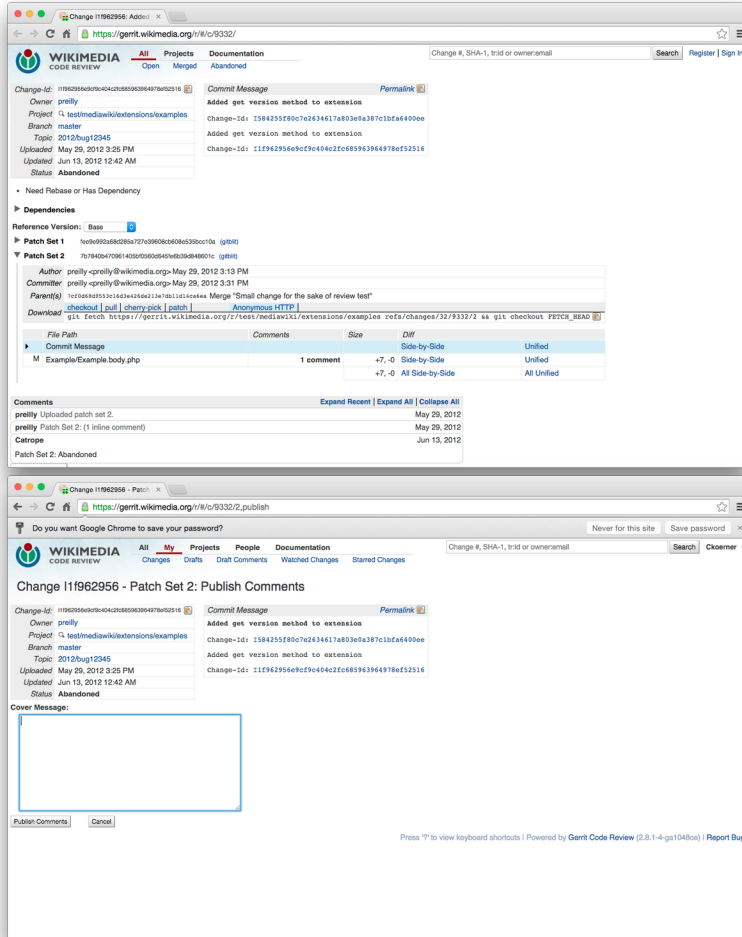 Change I1f962956: Added
https://gerrit.wikimedia.org/r/#/c/9332/
WIKIMEDIA
CODE REVIEW
All Projects Documentation
Open Merged Abandoned
Change #, SHA-1, tr:id or owner:email Search Register | Sign In
Change-Id:
Owner preilly
Project test/mediawiki/extensions/examples
Branch master
Topic 2012/bug12345
Uploaded May 29, 2012 3:25 PM
Updated Jun 13, 2012 12:42 AM
Status Abandoned
Commit Message Permalink
Added get version method to extension
Change-Id: I584255f80c7e2634617a803e0a387c1bfa6400ee
Added get version method to extension
Change-Id: I1f962956e9cf9c404c2fc685963964978ef52516
Need Rebase or Has Dependency
Dependencies
Reference Version: Base
Patch Set 1 (gitblit)
Patch Set 2 (gitblit)
Author preilly <preilly@wikimedia.org> May 29, 2012 3:13 PM
Committer preilly <preilly@wikimedia.org> May 29, 2012 3:31 PM
Parent(s) Merge "Small change for the sake of review test"
checkout | pull | cherry-pick | patch | Anonymous HTTP |
Download git fetch https://gerrit.wikimedia.org/r/test/mediawiki/extensions/examples refs/changes/32/9332/2 && git checkout FETCH_HEAD
File Path Comments Size Diff
Commit Message Side-by-Side Unified
M Example/Example.body.php 1 comment +7, -0 Side-by-Side Unified
+7, -0 All Side-by-Side All Unified
Comments Expand Recent | Expand All | Collapse All
preilly Uploaded patch set 2. May 29, 2012
preilly Patch Set 2: (1 inline comment) May 29, 2012
Catrope Jun 13, 2012
Patch Set 2: Abandoned
Change I1f962956 - Patch
https://gerrit.wikimedia.org/r/#/c/9332/2,publish
Do you want Google Chrome to save your password? Never for this site Save password ×
WIKIMEDIA
CODE REVIEW
All My Projects People Documentation
Changes Drafts Draft Comments Watched Changes Starred Changes
Change #, SHA-1, tr:id or owner:email Search Ckoerner
Change I1f962956 - Patch Set 2: Publish Comments
Change-Id:
Owner preilly
Project test/mediawiki/extensions/examples
Branch master
Topic 2012/bug12345
Uploaded May 29, 2012 3:25 PM
Updated Jun 13, 2012 12:42 AM
Status Abandoned
Commit Message Permalink
Added get version method to extension
Change-Id: I584255f80c7e2634617a803e0a387c1bfa6400ee
Added get version method to extension
Change-Id: I1f962956e9cf9c404c2fc685963964978ef52516
Cover Message:
Publish Comments Cancel
Press '?' to view keyboard shortcuts | Powered by Gerrit Code Review (2.8.1-4-ga1048ce) | Report Bug